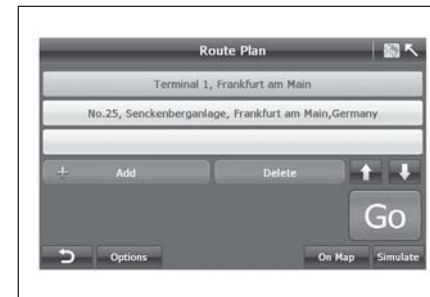 Route Plan
Terminal 1, Frankfurt am Main
No.25, Senckenberganlage, Frankfurt am Main,Germany
+ Add Delete
Go
Options On Map Simulate